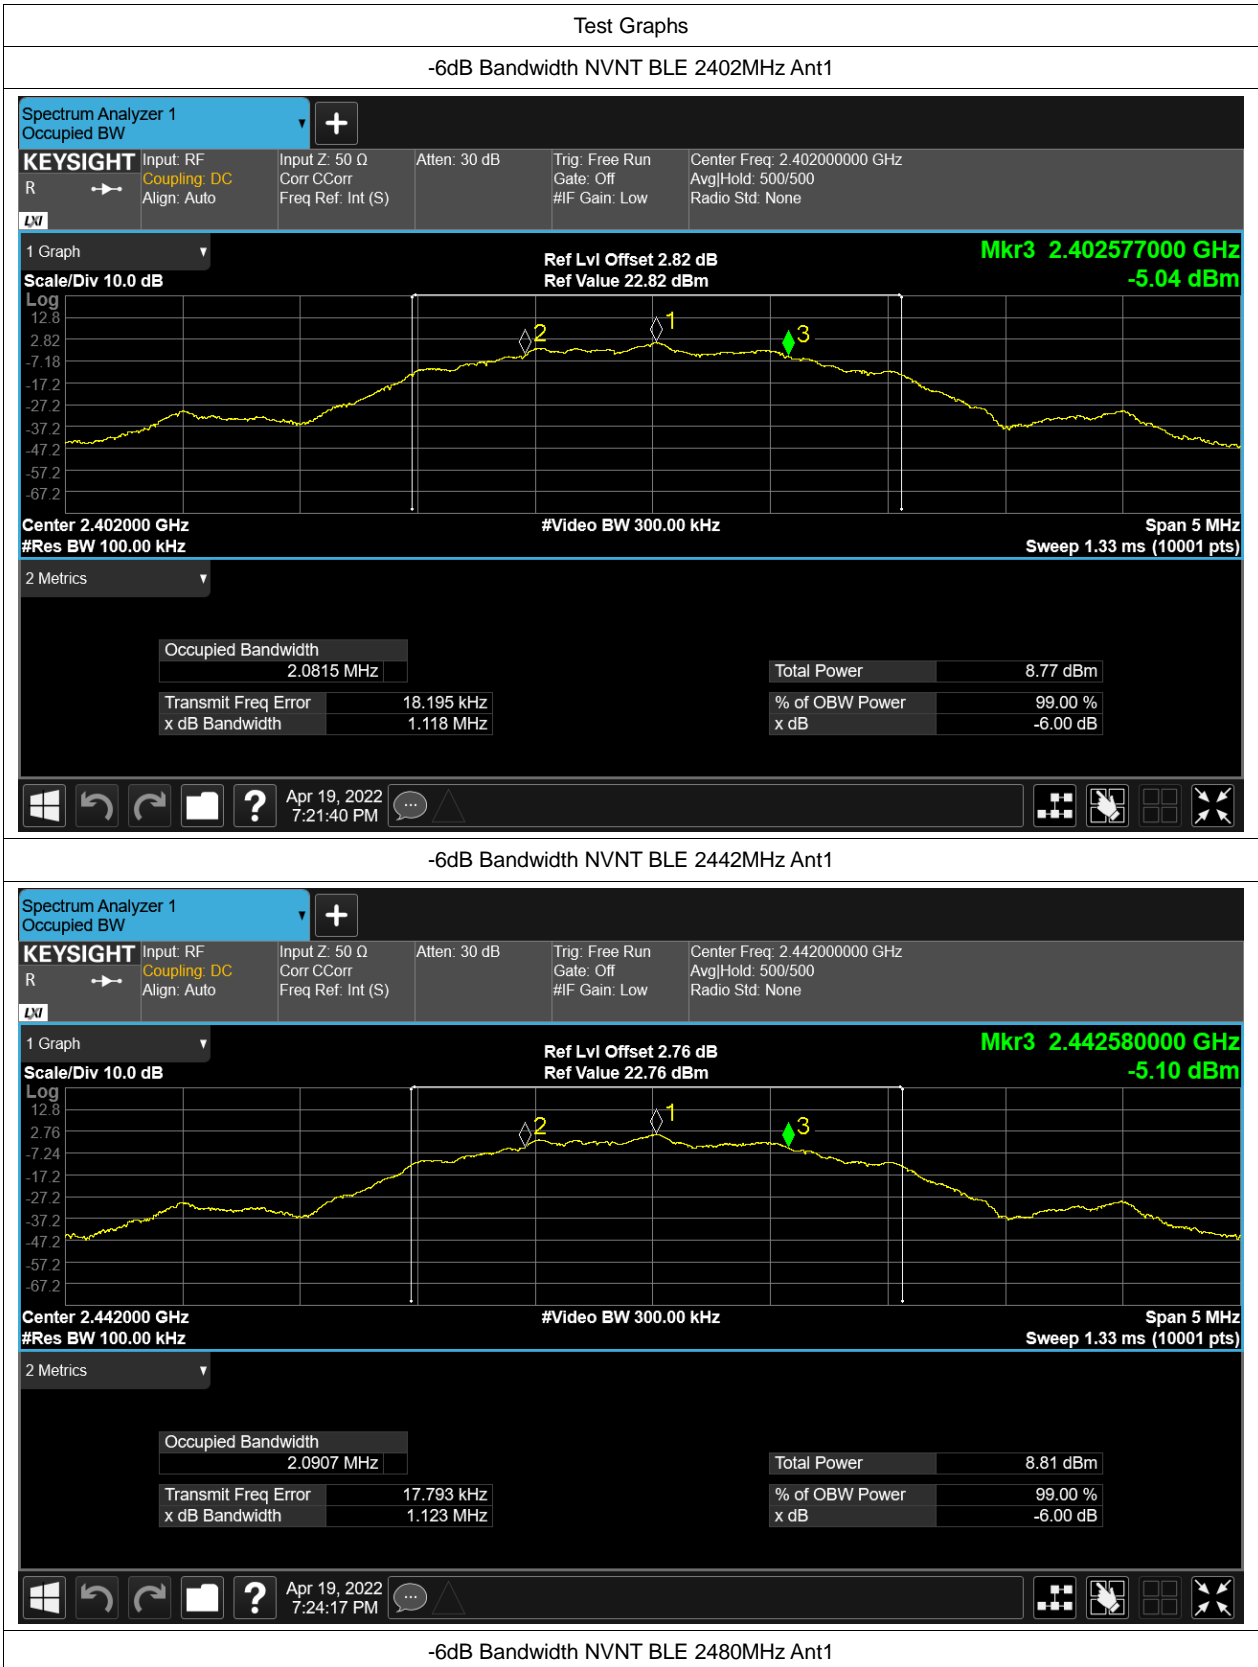 Test Graphs
-6dB Bandwidth NVNT BLE 2402MHz Ant1
Spectrum Analyzer 1
Occupied BW
KEYSIGHT Input: RF Input Z: 50 Ω Atten: 30 dB Trig: Free Run Center Freq: 2.402000000 GHz
R Coupling: DC Corr CCorr Gate: Off Avg|Hold: 500/500
Align: Auto Freq Ref: Int (S) #IF Gain: Low Radio Std: None
LXI
1 Graph Ref Lvl Offset 2.82 dB Mkr3 2.402577000 GHz
Scale/Div 10.0 dB Ref Value 22.82 dBm -5.04 dBm
Log
12.8
2.82
-7.18
-17.2
-27.2
-37.2
-47.2
-57.2
-67.2
1
2
3
Center 2.402000 GHz #Video BW 300.00 kHz Span 5 MHz
#Res BW 100.00 kHz Sweep 1.33 ms (10001 pts)
2 Metrics
Occupied Bandwidth
2.0815 MHz Total Power 8.77 dBm
Transmit Freq Error 18.195 kHz % of OBW Power 99.00 %
x dB Bandwidth 1.118 MHz x dB -6.00 dB
Apr 19, 2022
7:21:40 PM
-6dB Bandwidth NVNT BLE 2442MHz Ant1
Spectrum Analyzer 1
Occupied BW
KEYSIGHT Input: RF Input Z: 50 Ω Atten: 30 dB Trig: Free Run Center Freq: 2.442000000 GHz
R Coupling: DC Corr CCorr Gate: Off Avg|Hold: 500/500
Align: Auto Freq Ref: Int (S) #IF Gain: Low Radio Std: None
LXI
1 Graph Ref Lvl Offset 2.76 dB Mkr3 2.442580000 GHz
Scale/Div 10.0 dB Ref Value 22.76 dBm -5.10 dBm
Log
12.8
2.76
-7.24
-17.2
-27.2
-37.2
-47.2
-57.2
-67.2
1
2
3
Center 2.442000 GHz #Video BW 300.00 kHz Span 5 MHz
#Res BW 100.00 kHz Sweep 1.33 ms (10001 pts)
2 Metrics
Occupied Bandwidth
2.0907 MHz Total Power 8.81 dBm
Transmit Freq Error 17.793 kHz % of OBW Power 99.00 %
x dB Bandwidth 1.123 MHz x dB -6.00 dB
Apr 19, 2022
7:24:17 PM
-6dB Bandwidth NVNT BLE 2480MHz Ant1